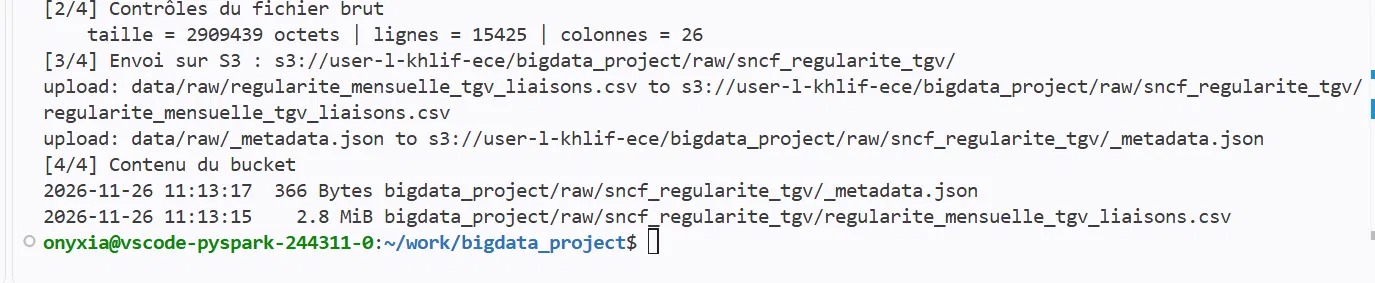 [2/4] Contrôles du fichier brut
taille = 2909439 octets | lignes = 15425 | colonnes = 26
[3/4] Envoi sur S3 : s3://user-l-khlif-ece/bigdata_project/raw/sncf_regularite_tgv/
upload: data/raw/regularite_mensuelle_tgv_liaisons.csv to s3://user-l-khlif-ece/bigdata_project/raw/sncf_regularite_tgv/
regularite_mensuelle_tgv_liaisons.csv
upload: data/raw/_metadata.json to s3://user-l-khlif-ece/bigdata_project/raw/sncf_regularite_tgv/_metadata.json
[4/4] Contenu du bucket
2026-11-26 11:13:17  366 Bytes bigdata_project/raw/sncf_regularite_tgv/_metadata.json
2026-11-26 11:13:15    2.8 MiB bigdata_project/raw/sncf_regularite_tgv/regularite_mensuelle_tgv_liaisons.csv
onyxia@vscode-pyspark-244311-0:~/work/bigdata_project$